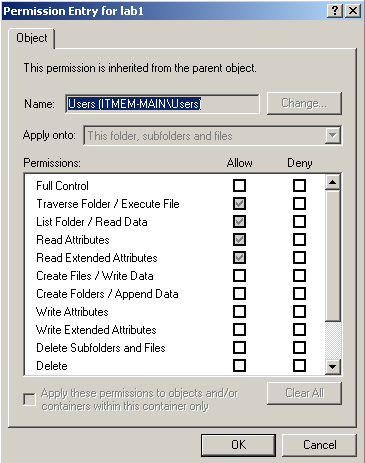 Permission Entry for lab1
Object
This permission is inherited from the parent object.
Name: Users (ITMEM-MAIN\Users) Change...
Apply onto: This folder, subfolders and files
Permissions: Allow Deny
Full Control
Traverse Folder / Execute File
List Folder / Read Data
Read Attributes
Read Extended Attributes
Create Files / Write Data
Create Folders / Append Data
Write Attributes
Write Extended Attributes
Delete Subfolders and Files
Delete
Apply these permissions to objects and/or
containers within this container only
Clear All
OK Cancel